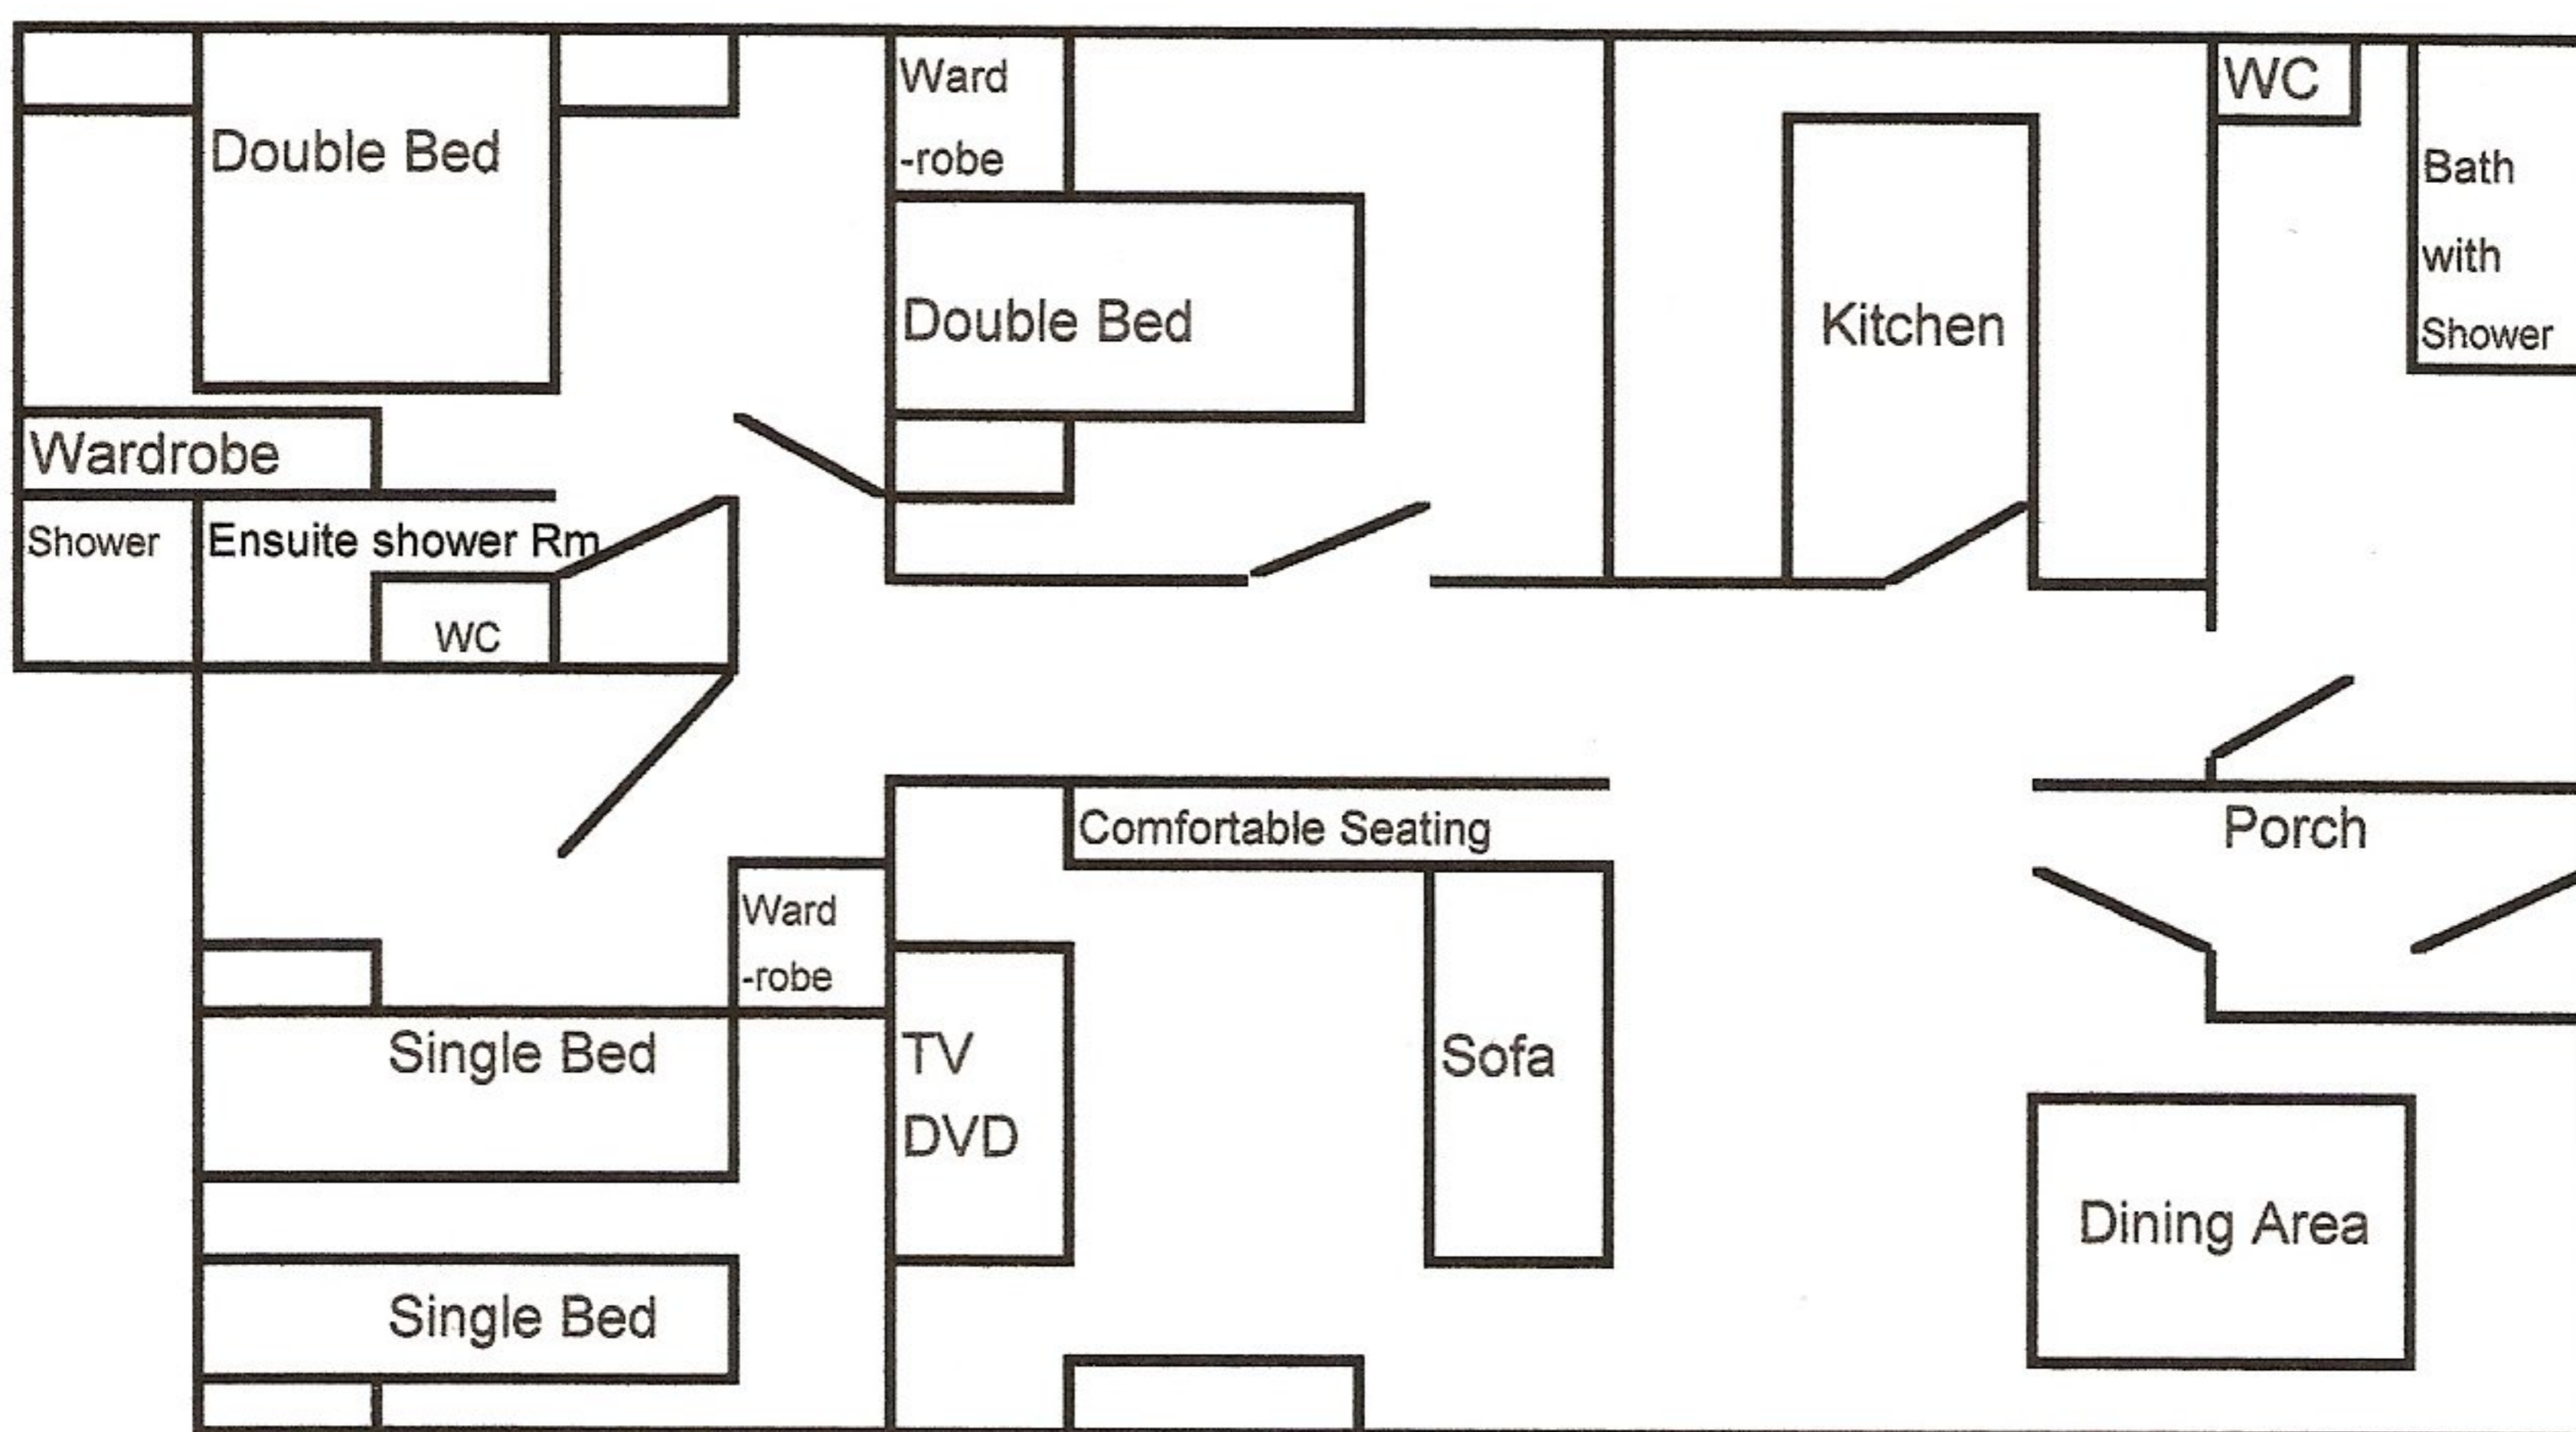 Double Bed
Wardrobe
Shower
Ensuite shower Rm
WC
Ward
-robe
Double Bed
Kitchen
WC
Bath
with
Shower
Porch
Comfortable Seating
Ward
-robe
Single Bed
Single Bed
TV
DVD
Sofa
Dining Area